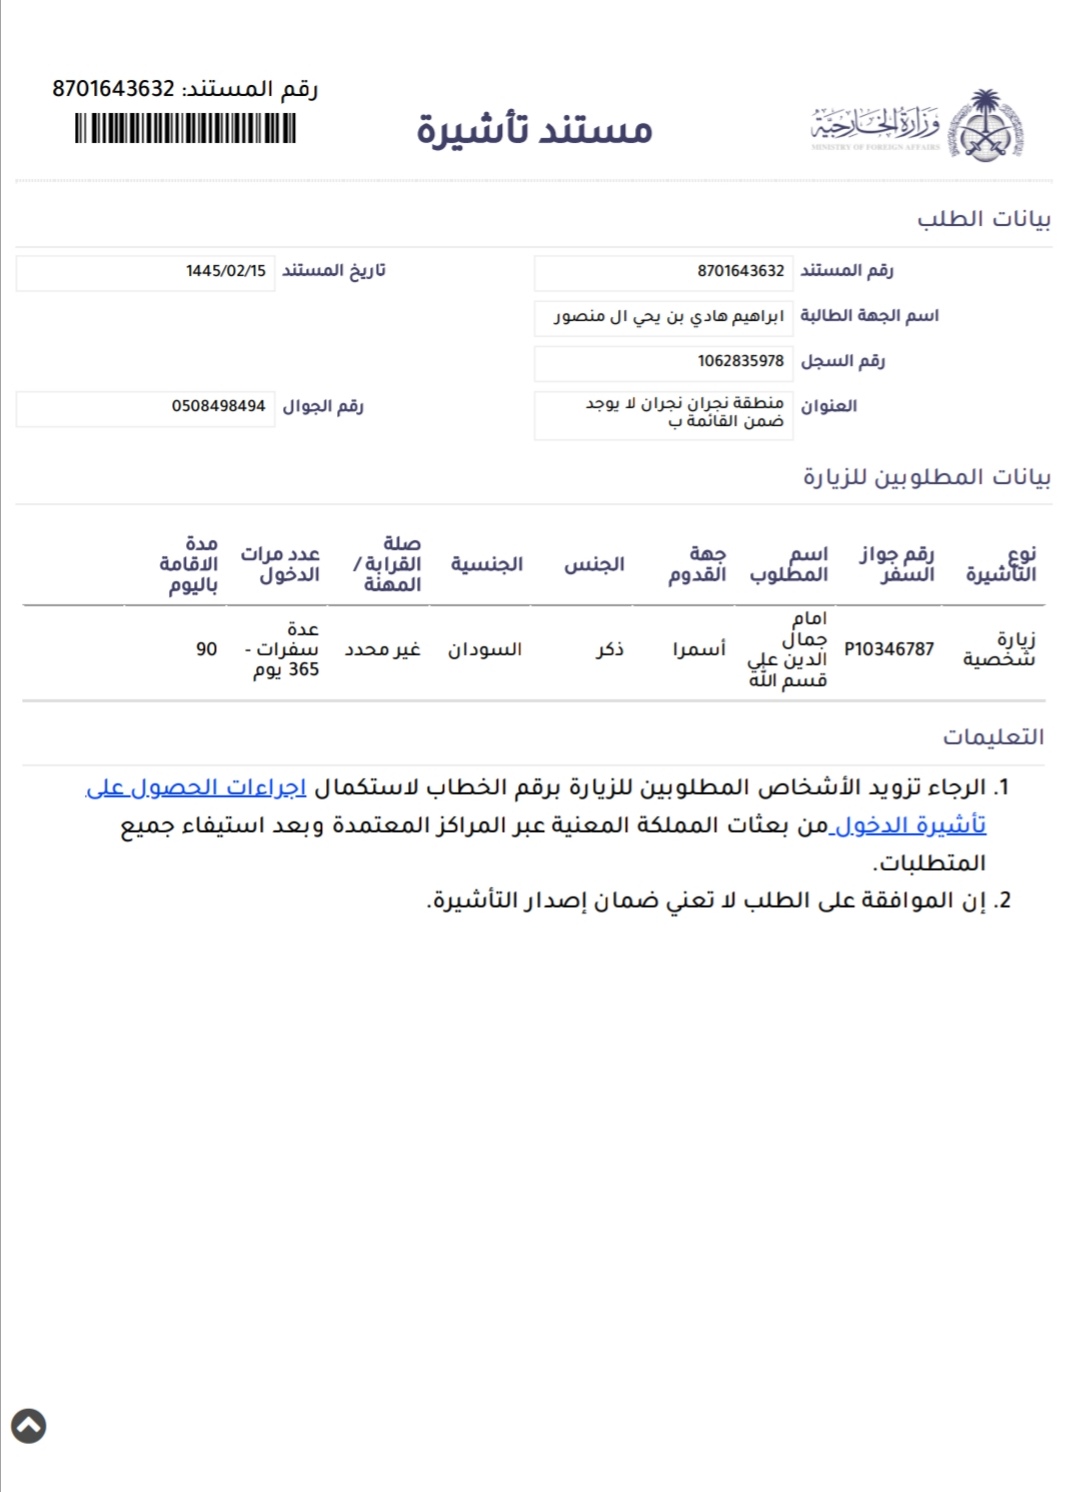 رقم المستند: 8701643632
وزارة الخارجية
MINISTRY OF FOREIGN AFFAIRS
مستند تأشيرة
بيانات الطلب
رقم المستند 8701643632
تاريخ المستند 1445/02/15
اسم الجهة الطالبة ابراهيم هادي بن يحي ال منصور
رقم السجل 1062835978
العنوان منطقة نجران نجران لا يوجد
ضمن القائمة ب
رقم الجوال 0508498494
بيانات المطلوبين للزيارة
نوع التأشيرة
رقم جواز السفر
اسم المطلوب
جهة القدوم
الجنس
الجنسية
صلة القرابة/ المهنة
عدد مرات الدخول
مدة الاقامة باليوم
زيارة شخصية
P10346787
امام جمال الدين علي قسم الله
أسمرا
ذكر
السودان
غير محدد
عدة سفرات - 365 يوم
90
التعليمات
1. الرجاء تزويد الأشخاص المطلوبين للزيارة برقم الخطاب لاستكمال اجراءات الحصول على
تأشيرة الدخول من بعثات المملكة المعنية عبر المراكز المعتمدة وبعد استيفاء جميع
المتطلبات.
2. إن الموافقة على الطلب لا تعني ضمان إصدار التأشيرة.